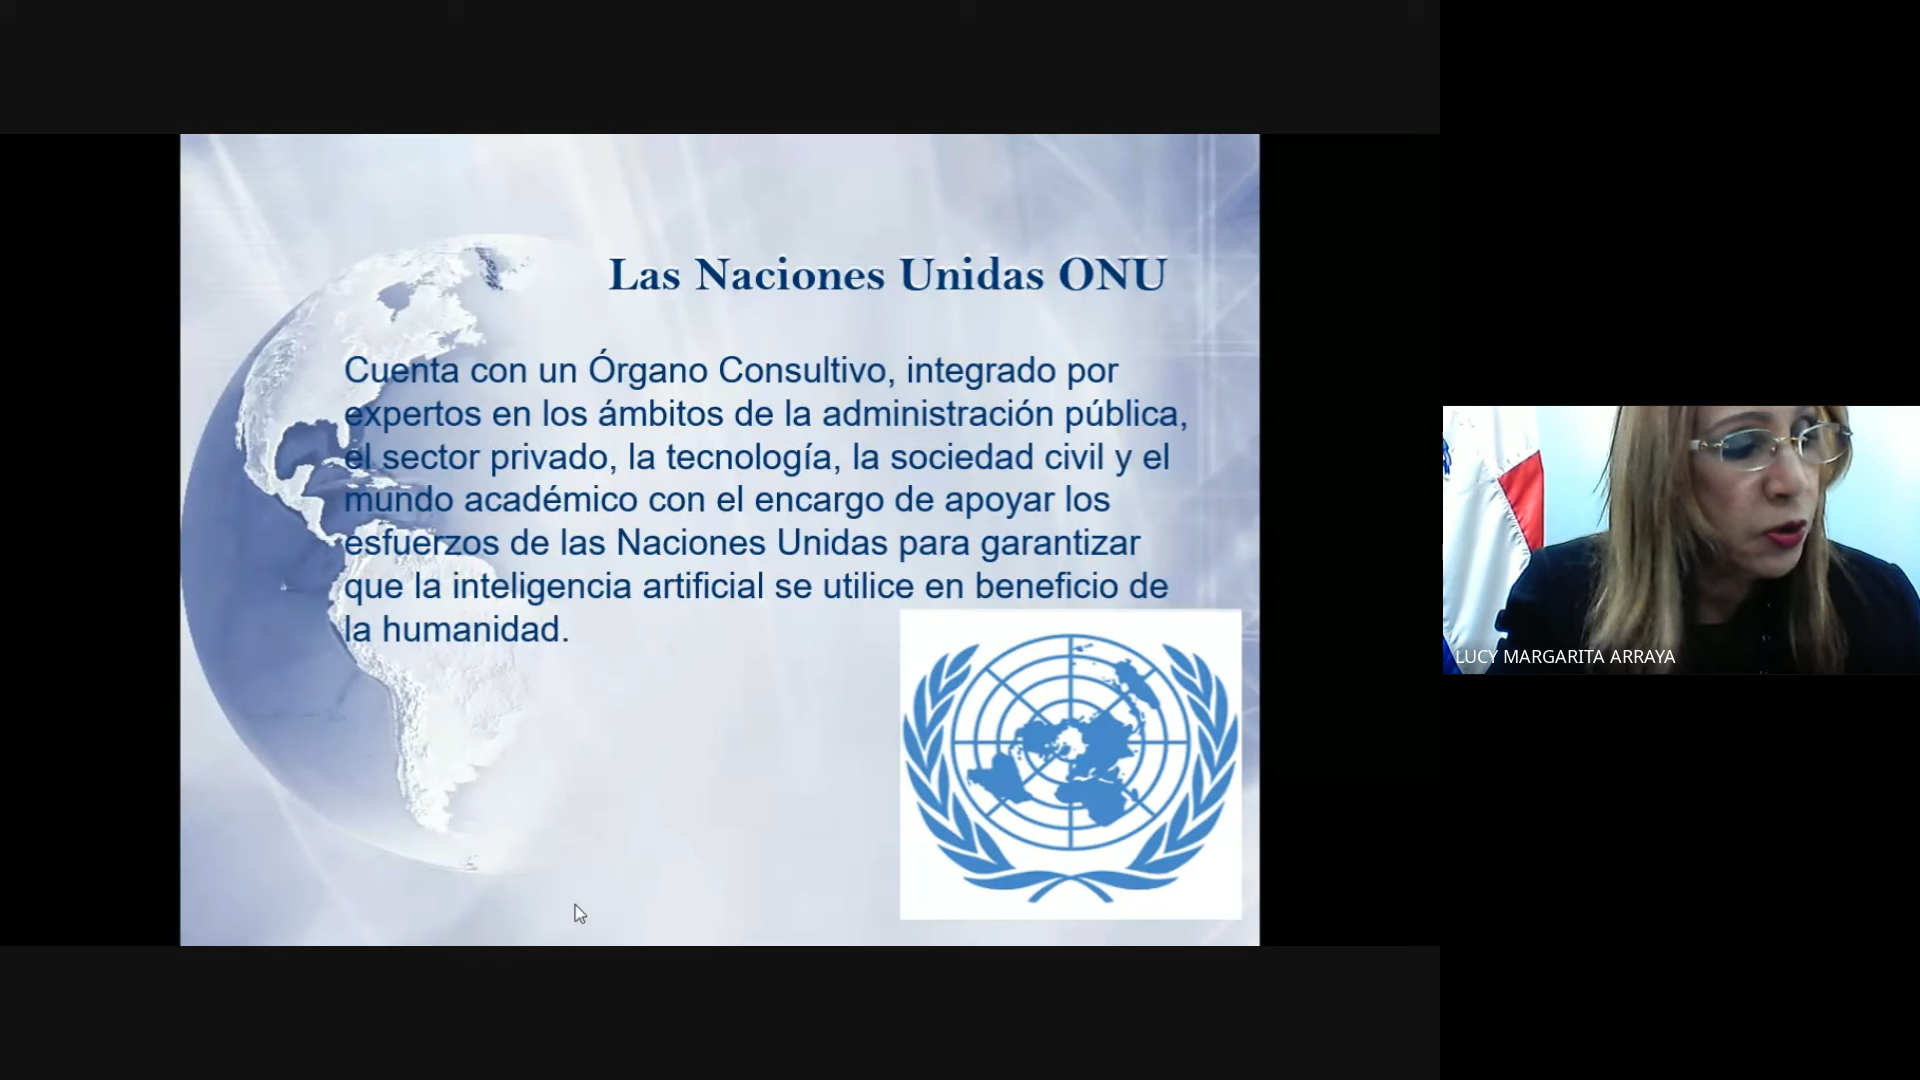 Las Naciones Unidas ONU
Cuenta con un Órgano Consultivo, integrado por
expertos en los ámbitos de la administración pública,
el sector privado, la tecnología, la sociedad civil y el
mundo académico con el encargo de apoyar los
esfuerzos de las Naciones Unidas para garantizar
que la inteligencia artificial se utilice en beneficio de
la humanidad.
LUCY MARGARITA ARRAYA